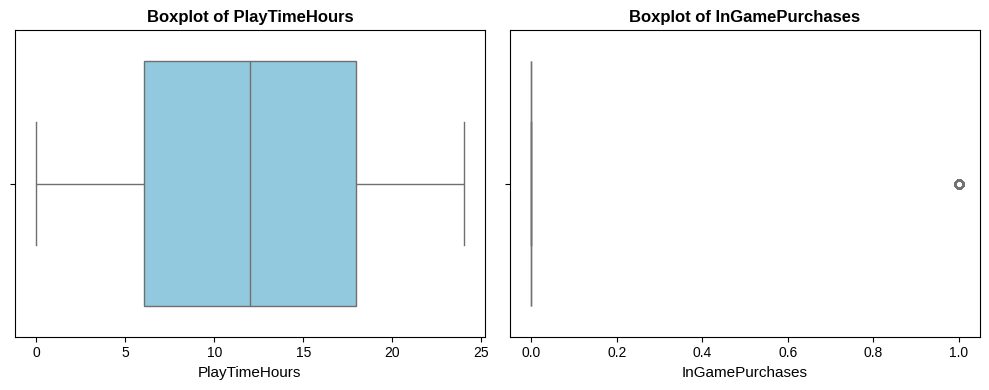 Boxplot of PlayTimeHours
0 5 10 15 20 25
PlayTimeHours
Boxplot of InGamePurchases
0.0 0.2 0.4 0.6 0.8 1.0
InGamePurchases